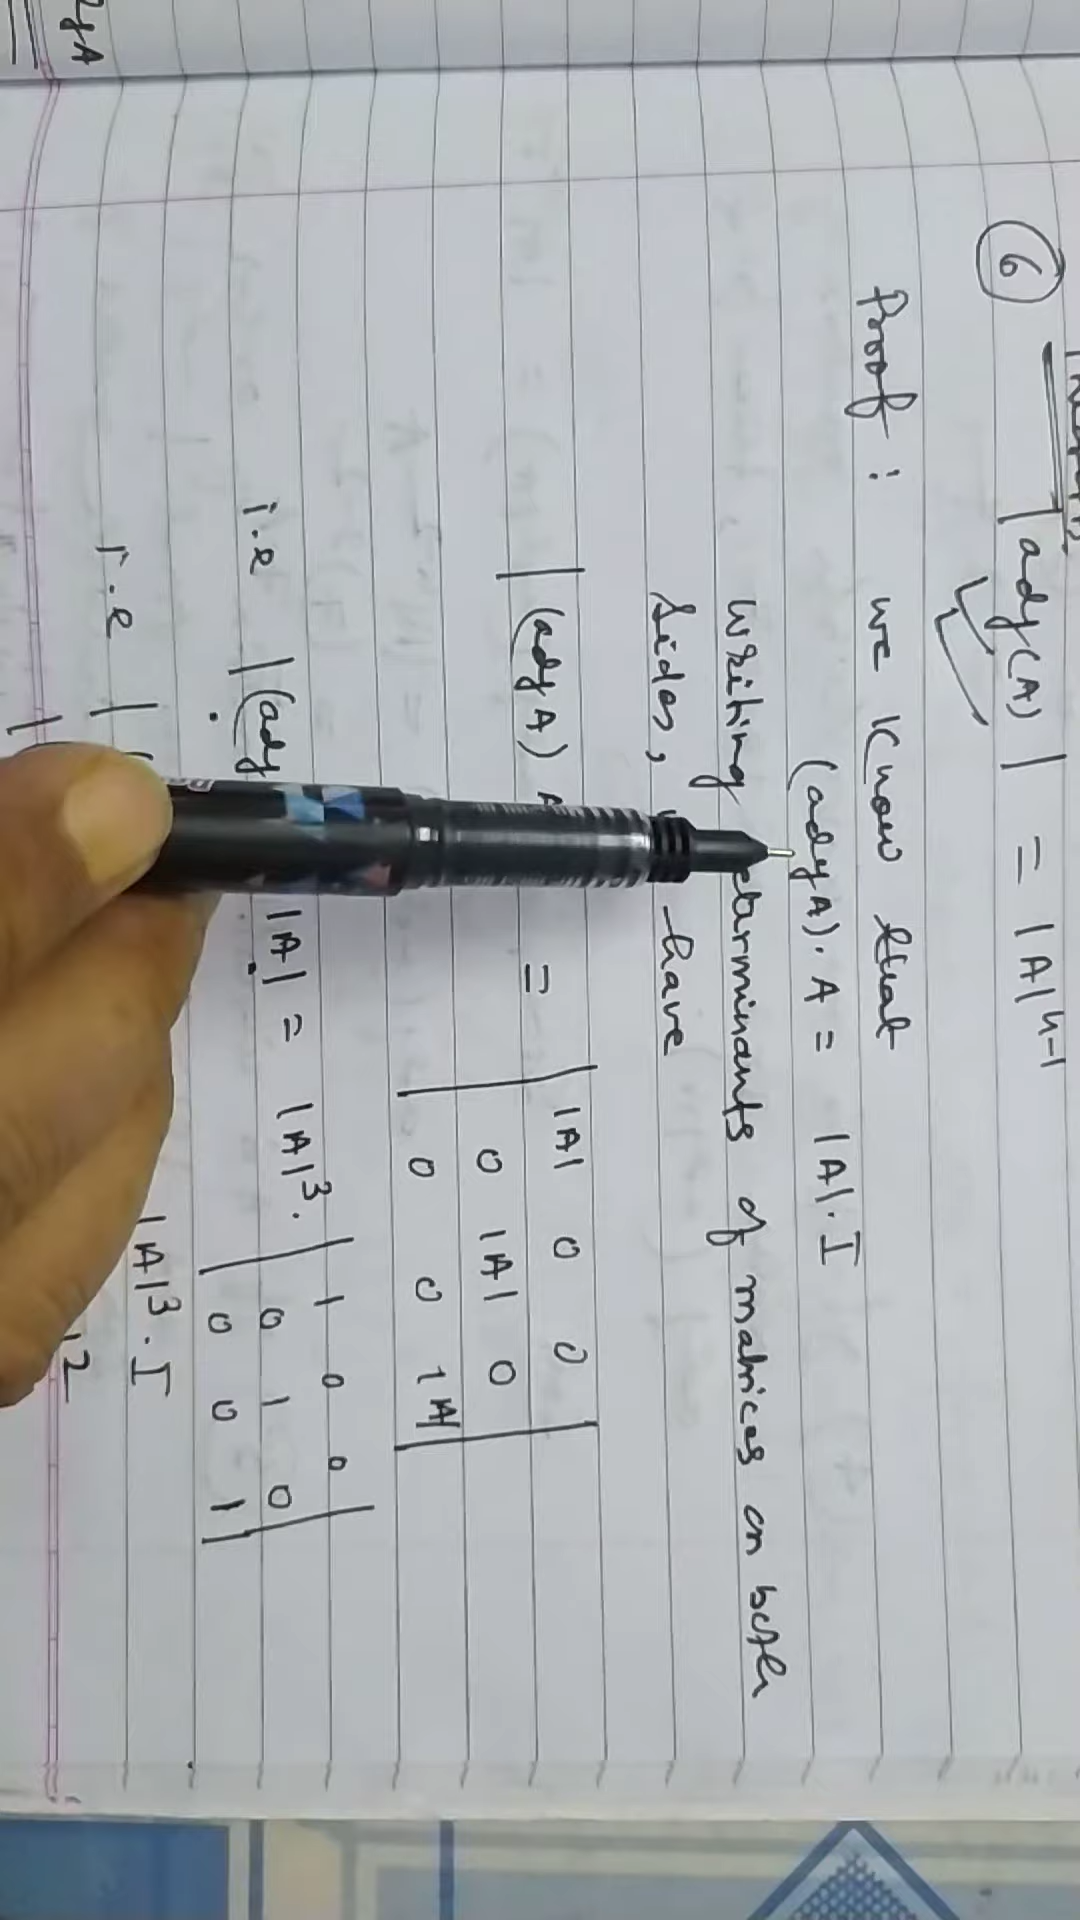 ⑥ |adj(A)| = |A|ⁿ⁻¹
Proof : we know that
(adj A). A = |A|. I
writing determinants of matrices on both
sides, have
|(adj A) A = | |A| 0 0 |
| 0 |A| 0 |
| 0 0 |A| |
i.e |(adj |A| = |A|³. | 1 0 0 |
| 0 1 0 |
| 0 0 1 |
i.e | |A|³. I